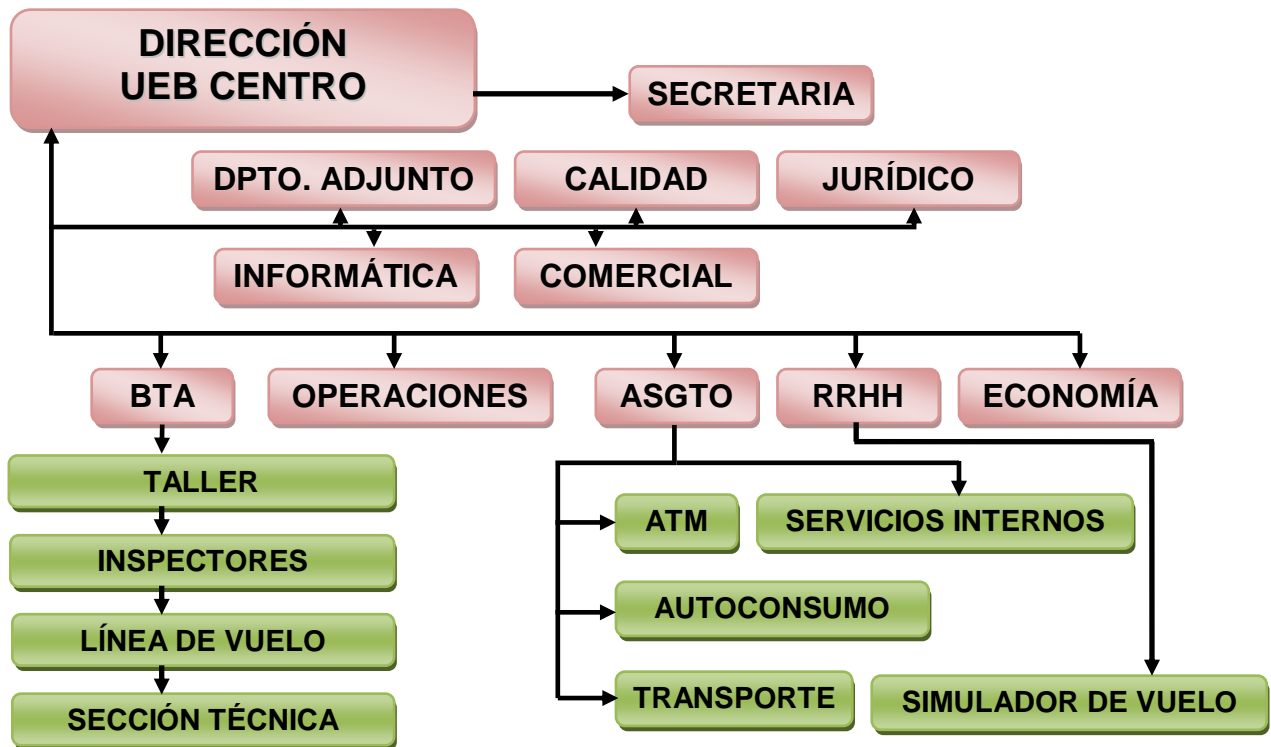 DIRECCIÓN
UEB CENTRO
SECRETARIA
DPTO. ADJUNTO
CALIDAD
JURÍDICO
INFORMÁTICA
COMERCIAL
BTA
OPERACIONES
ASGTO
RRHH
ECONOMÍA
TALLER
ATM
SERVICIOS INTERNOS
INSPECTORES
AUTOCONSUMO
LÍNEA DE VUELO
TRANSPORTE
SIMULADOR DE VUELO
SECCIÓN TÉCNICA